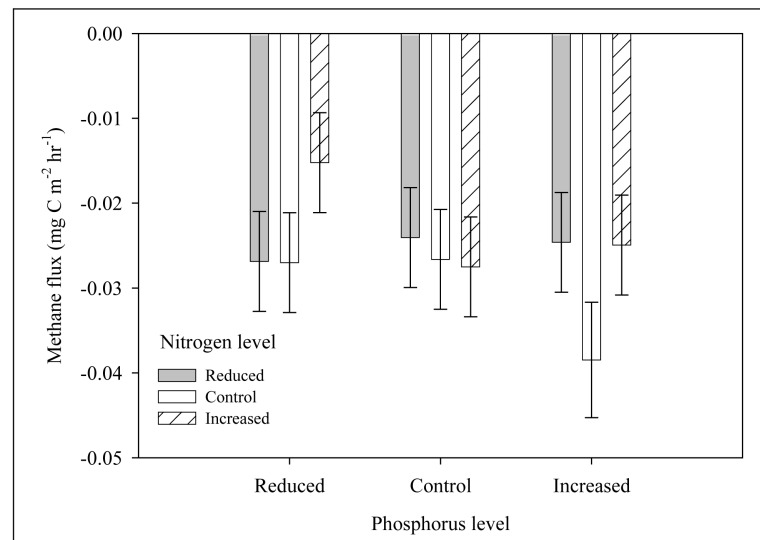 0.00
-0.01
-0.02
-0.03
-0.04
-0.05
Methane flux (mg C m⁻² hr⁻¹)
Nitrogen level
Reduced
Control
Increased
Reduced Control Increased
Phosphorus level